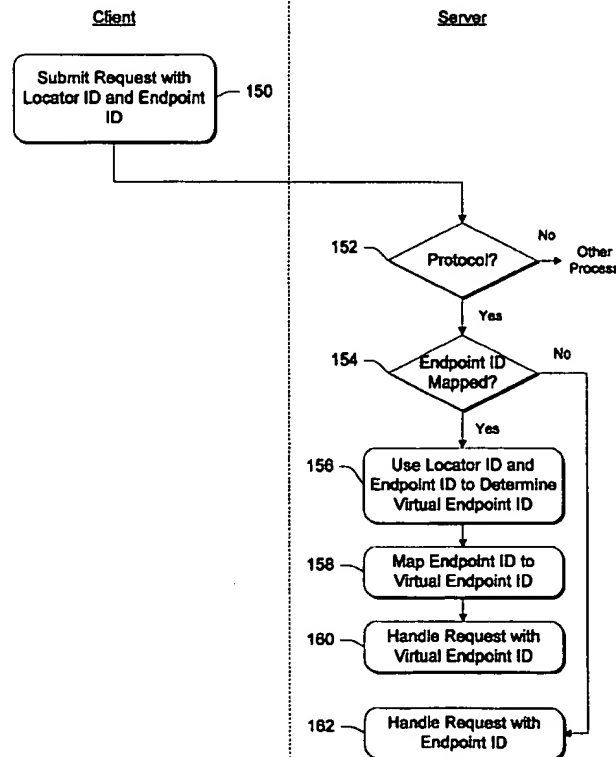 Client
Server
Submit Request with
Locator ID and Endpoint
ID
150
152
Protocol?
No
Other
Process
Yes
154
Endpoint ID
Mapped?
No
Yes
156
Use Locator ID and
Endpoint ID to Determine
Virtual Endpoint ID
158
Map Endpoint ID to
Virtual Endpoint ID
160
Handle Request with
Virtual Endpoint ID
162
Handle Request with
Endpoint ID